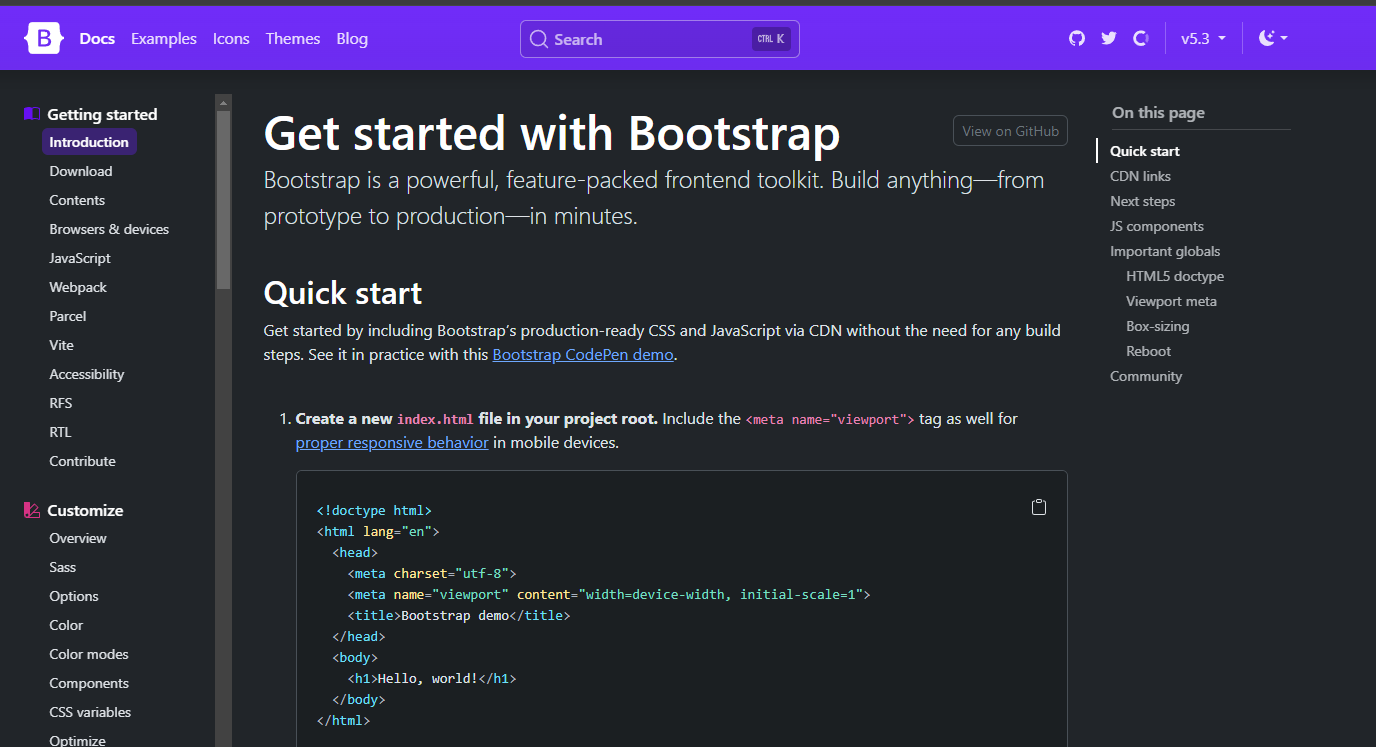 B Docs Examples Icons Themes Blog Search CTRL K v5.3
Getting started
Introduction
Download
Contents
Browsers & devices
JavaScript
Webpack
Parcel
Vite
Accessibility
RFS
RTL
Contribute
Customize
Overview
Sass
Options
Color
Color modes
Components
CSS variables
Optimize
Get started with Bootstrap
View on GitHub
Bootstrap is a powerful, feature-packed frontend toolkit. Build anything—from
prototype to production—in minutes.
Quick start
Get started by including Bootstrap’s production-ready CSS and JavaScript via CDN without the need for any build
steps. See it in practice with this Bootstrap CodePen demo.
1. Create a new index.html file in your project root. Include the <meta name="viewport"> tag as well for
proper responsive behavior in mobile devices.
<!doctype html>
<html lang="en">
  <head>
    <meta charset="utf-8">
    <meta name="viewport" content="width=device-width, initial-scale=1">
    <title>Bootstrap demo</title>
  </head>
  <body>
    <h1>Hello, world!</h1>
  </body>
</html>
On this page
Quick start
CDN links
Next steps
JS components
Important globals
HTML5 doctype
Viewport meta
Box-sizing
Reboot
Community